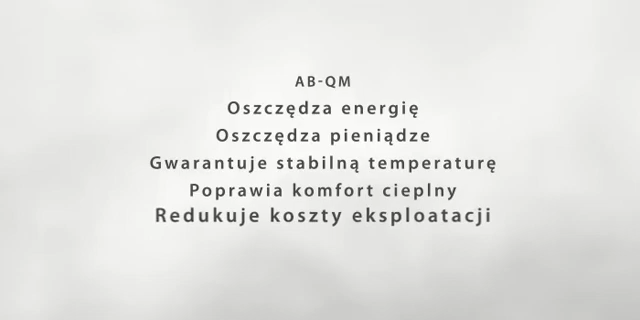 AB-QM
Oszczędza energię
Oszczędza pieniądze
Gwarantuje stabilną temperaturę
Poprawia komfort cieplny
Redukuje koszty eksploatacji